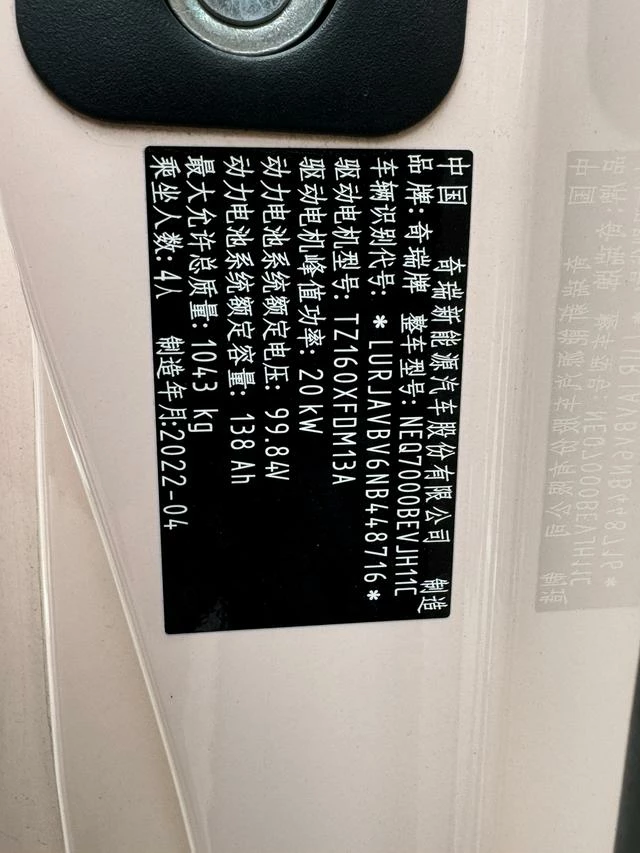 中国 奇瑞新能源汽车股份有限公司 制造
品牌: 奇瑞牌 整车型号: NEQ7000BEVJH11C
车辆识别代号: *LURJAVBV6NB448716*
驱动电机型号: TZ160XFDM13A
驱动电机峰值功率: 20kW
动力电池系统额定电压: 99.84V
动力电池系统额定容量: 138Ah
最大允许总质量: 1043 kg
乘坐人数: 4人 制造年月:2022-04